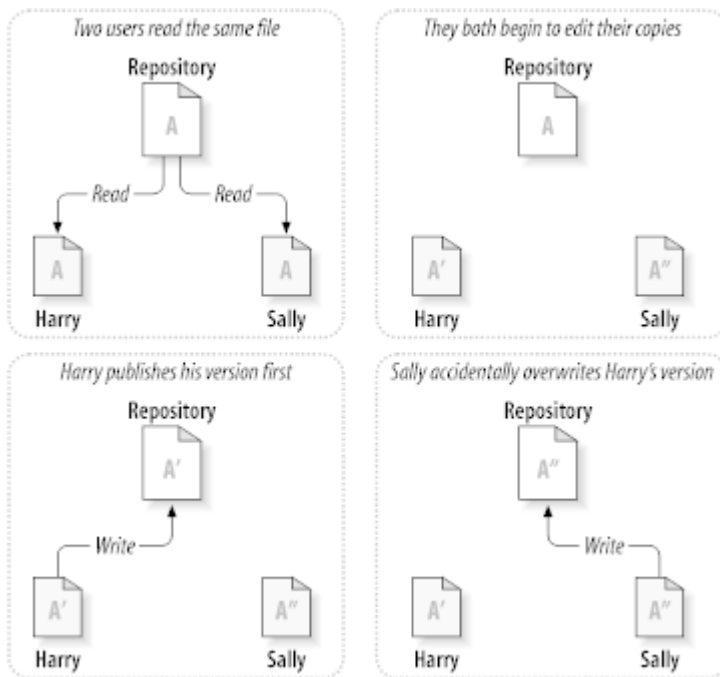 Two users read the same file
Repository
A
Read
Read
A
A
Harry
Sally
They both begin to edit their copies
Repository
A
A′
A″
Harry
Sally
Harry publishes his version first
Repository
A′
Write
A′
A″
Harry
Sally
Sally accidentally overwrites Harry's version
Repository
A″
Write
A′
A″
Harry
Sally